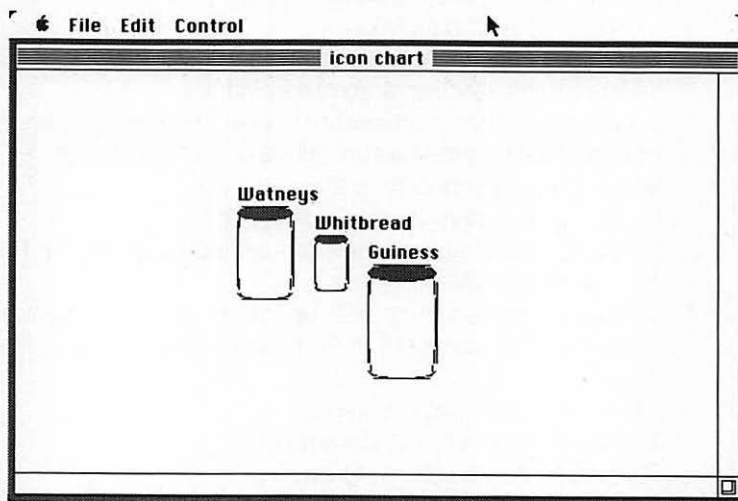 File Edit Control
icon chart
Watneys
Whitbread
Guiness